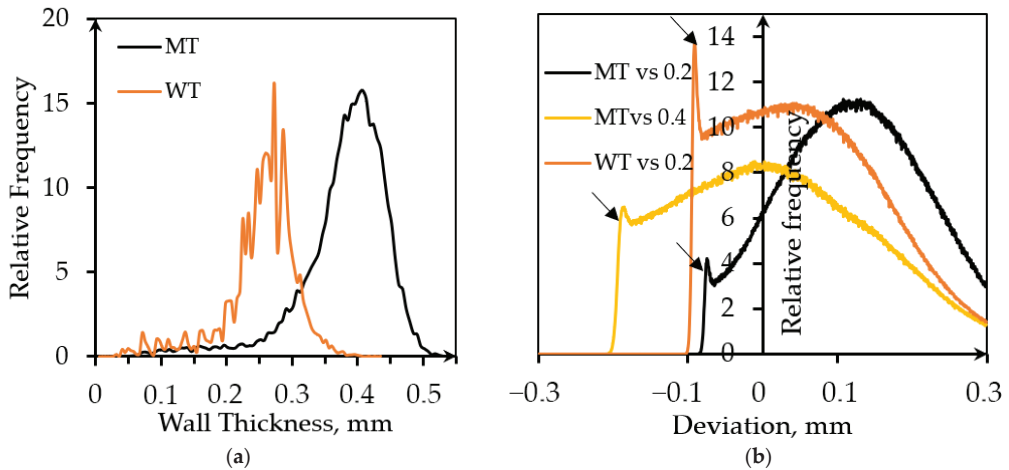 20
15
10
5
0
Relative Frequency
MT
WT
0
0.1
0.2
0.3
0.4
0.5
Wall Thickness, mm
(a)
14
12
10
8
6
4
2
0
Relative frequency
MT vs 0.2
MTvs 0.4
WT vs 0.2
−0.3
−0.1
0
0.1
0.3
Deviation, mm
(b)